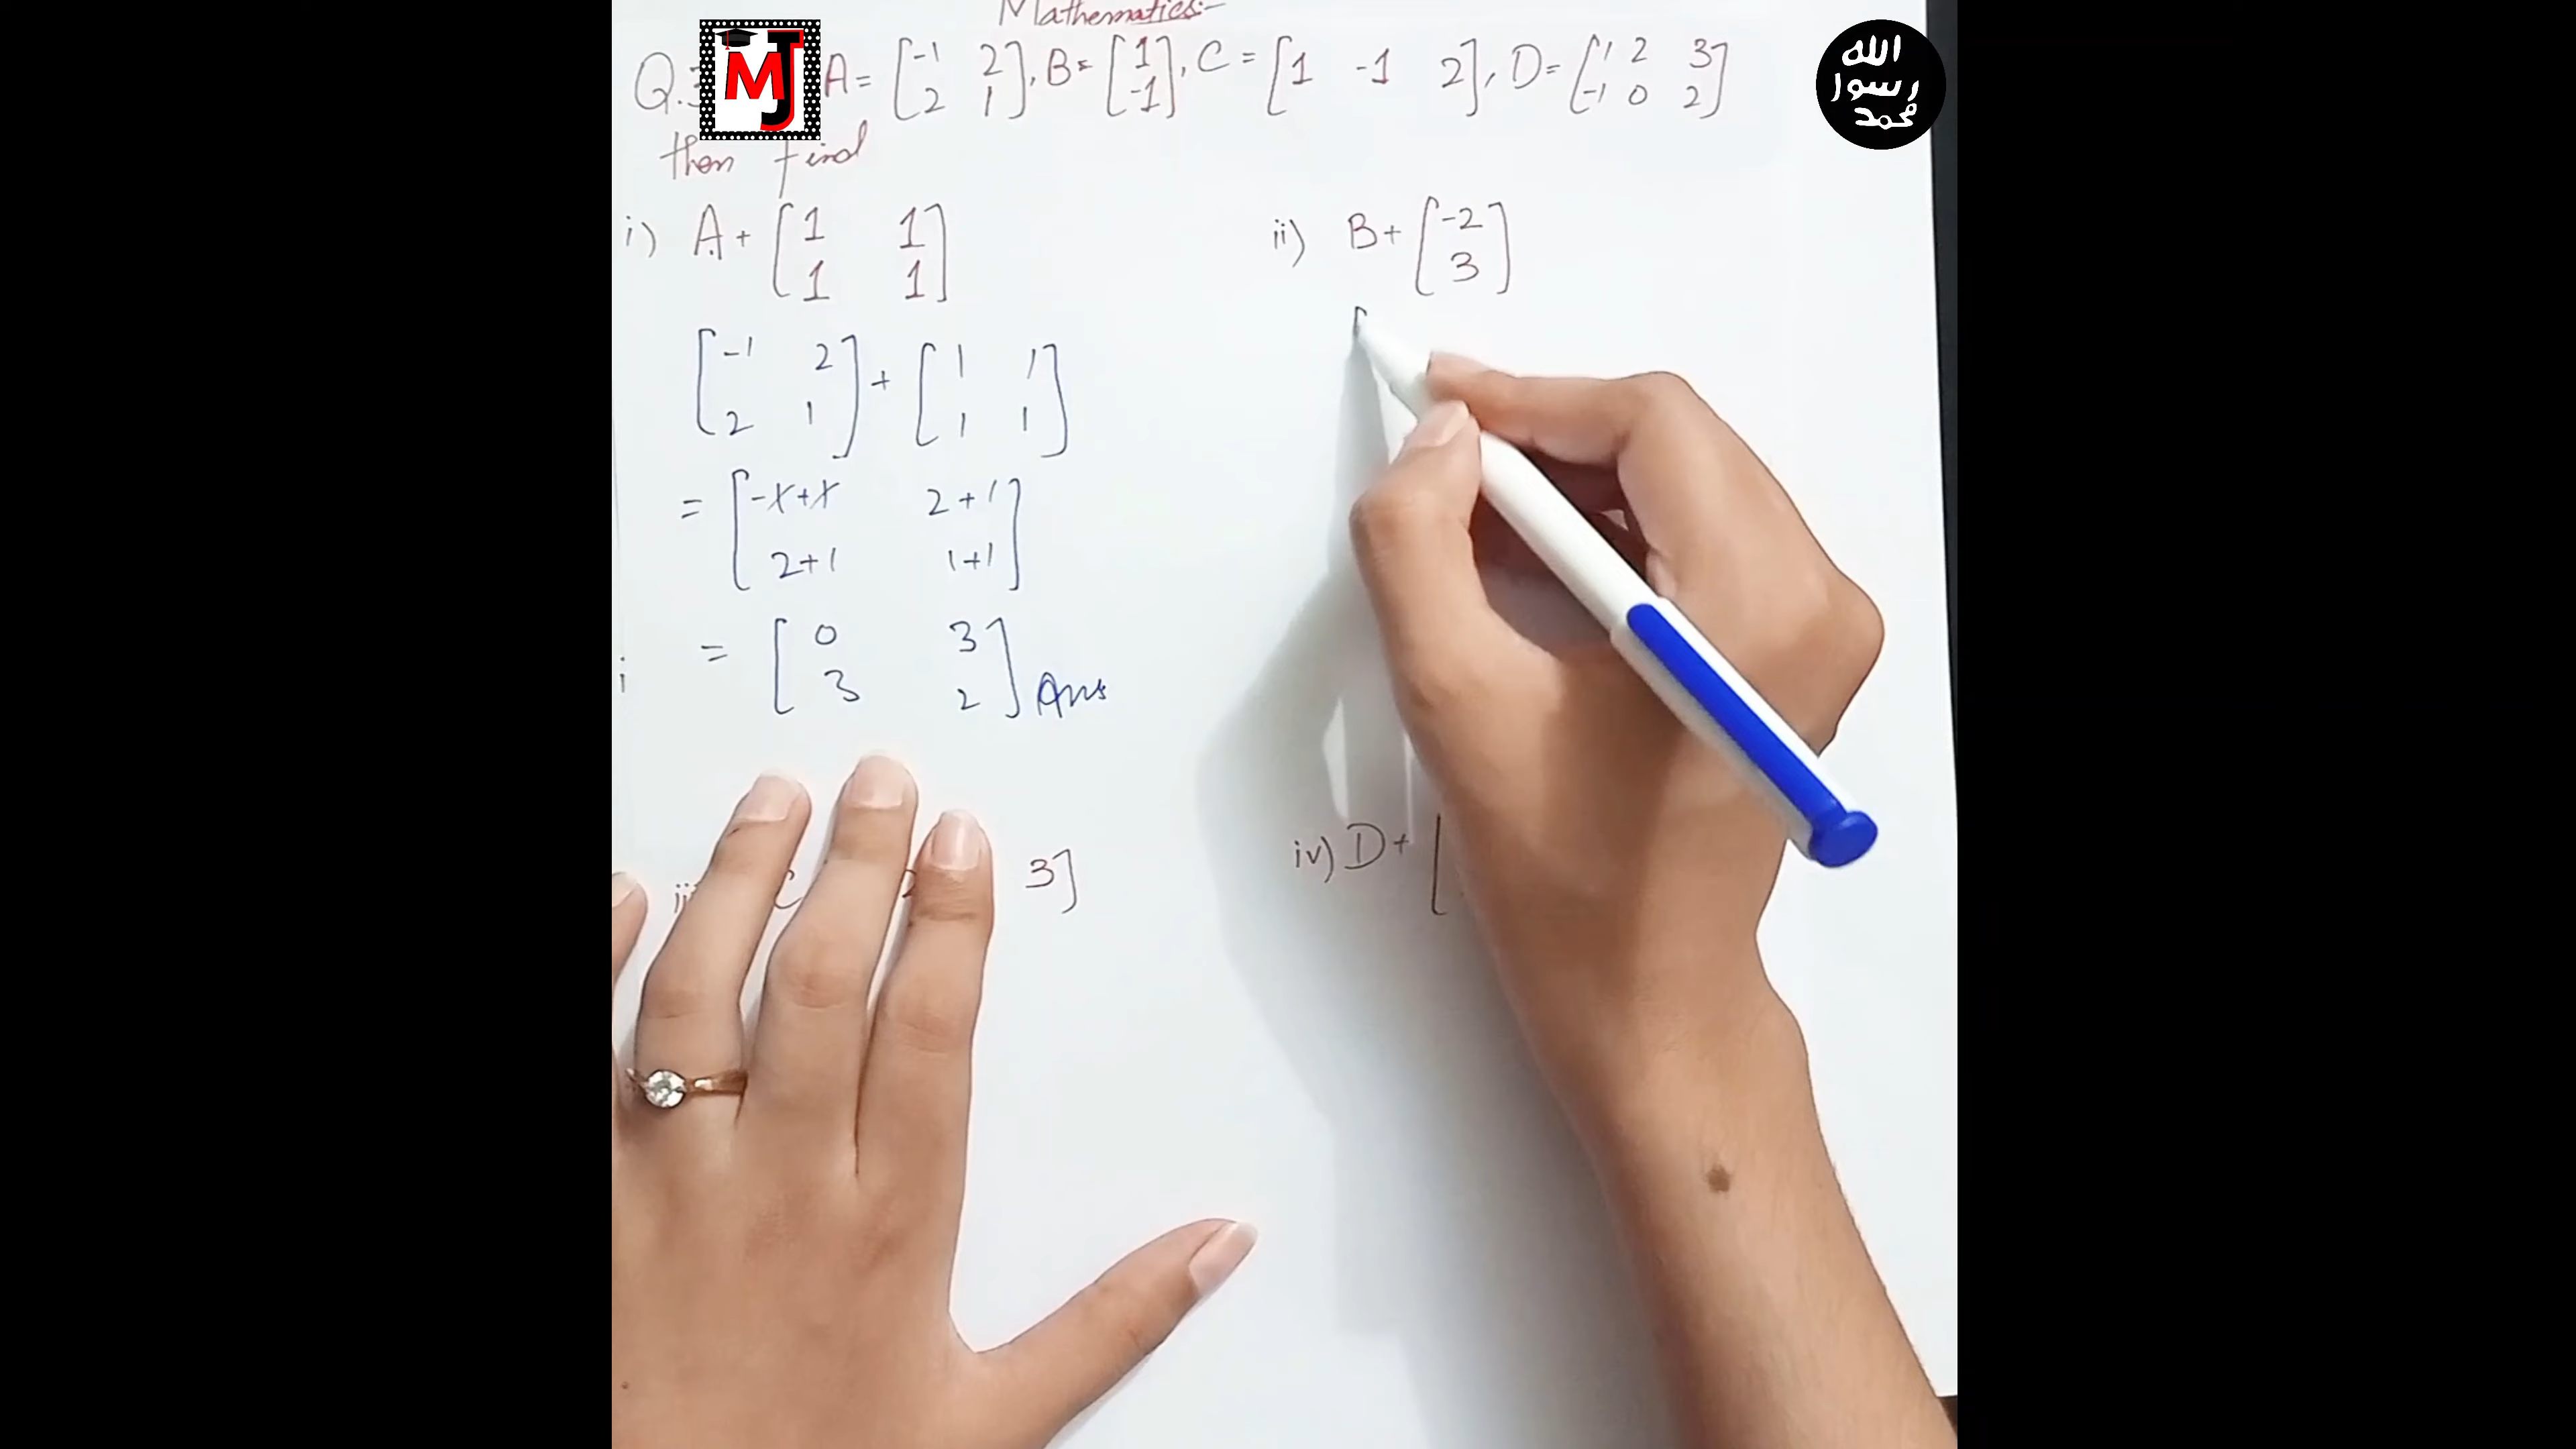 Mathematics:-
Q.3 A = [-1 2], B = [1], C = [1 -1 2], D = [1 2 3]
[2 1] [-1] [-1 0 2]
then find
i) A + [1 1]
[1 1]
[-1 2] + [1 1]
[2 1] [1 1]
= [-1+1 2+1]
[2+1 1+1]
= [0 3]
[3 2] Ans
ii) B + [-2]
[3]
[
3]
iv) D + [
MJ
الله
رسول
محمد